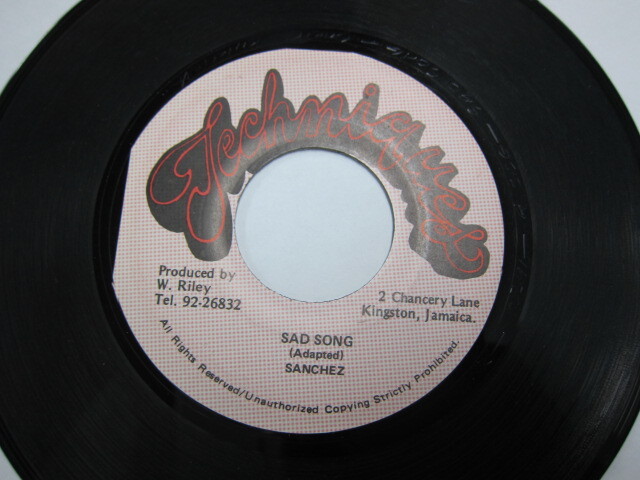 Techniques
Produced by
W. Riley
Tel. 92-26832
2 Chancery Lane
Kingston, Jamaica.
SAD SONG
(Adapted)
SANCHEZ
All Rights Reserved/Unauthorized Copying Strictly Prohibited.